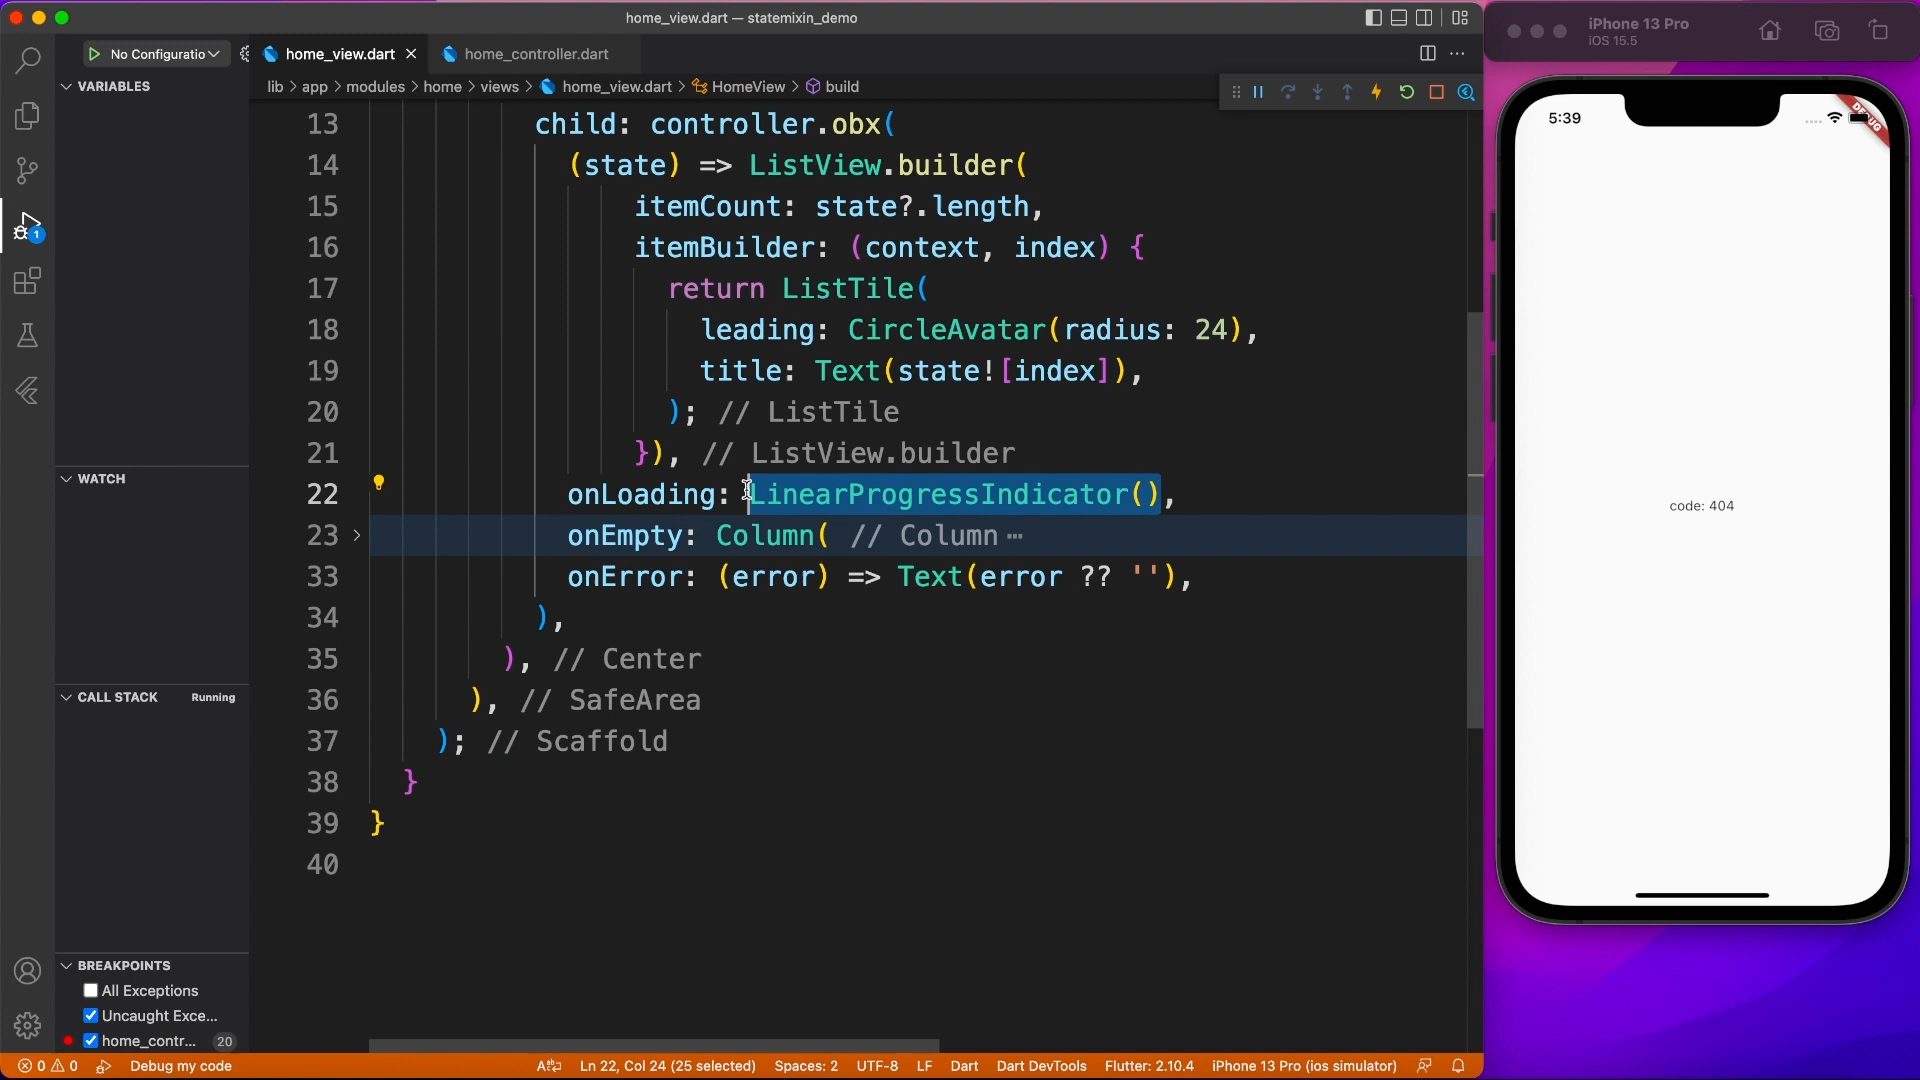 home_view.dart — statemixin_demo
No Configuratio
home_view.dart
home_controller.dart
lib > app > modules > home > views > home_view.dart > HomeView > build
VARIABLES
WATCH
CALL STACK
Running
BREAKPOINTS
All Exceptions
Uncaught Exce...
home_contr...
20
1
13 child: controller.obx(
14 (state) => ListView.builder(
15 itemCount: state?.length,
16 itemBuilder: (context, index) {
17 return ListTile(
18 leading: CircleAvatar(radius: 24),
19 title: Text(state![index]),
20 ); // ListTile
21 }), // ListView.builder
22 onLoading: LinearProgressIndicator(),
23 onEmpty: Column( // Column ⋯
33 onError: (error) => Text(error ?? ''),
34 ),
35 ), // Center
36 ), // SafeArea
37 ); // Scaffold
38 }
39 }
40
0 0
Debug my code
Ln 22, Col 24 (25 selected)
Spaces: 2
UTF-8
LF
Dart
Dart DevTools
Flutter: 2.10.4
iPhone 13 Pro (ios simulator)
iPhone 13 Pro
iOS 15.5
5:39
DEBUG
code: 404